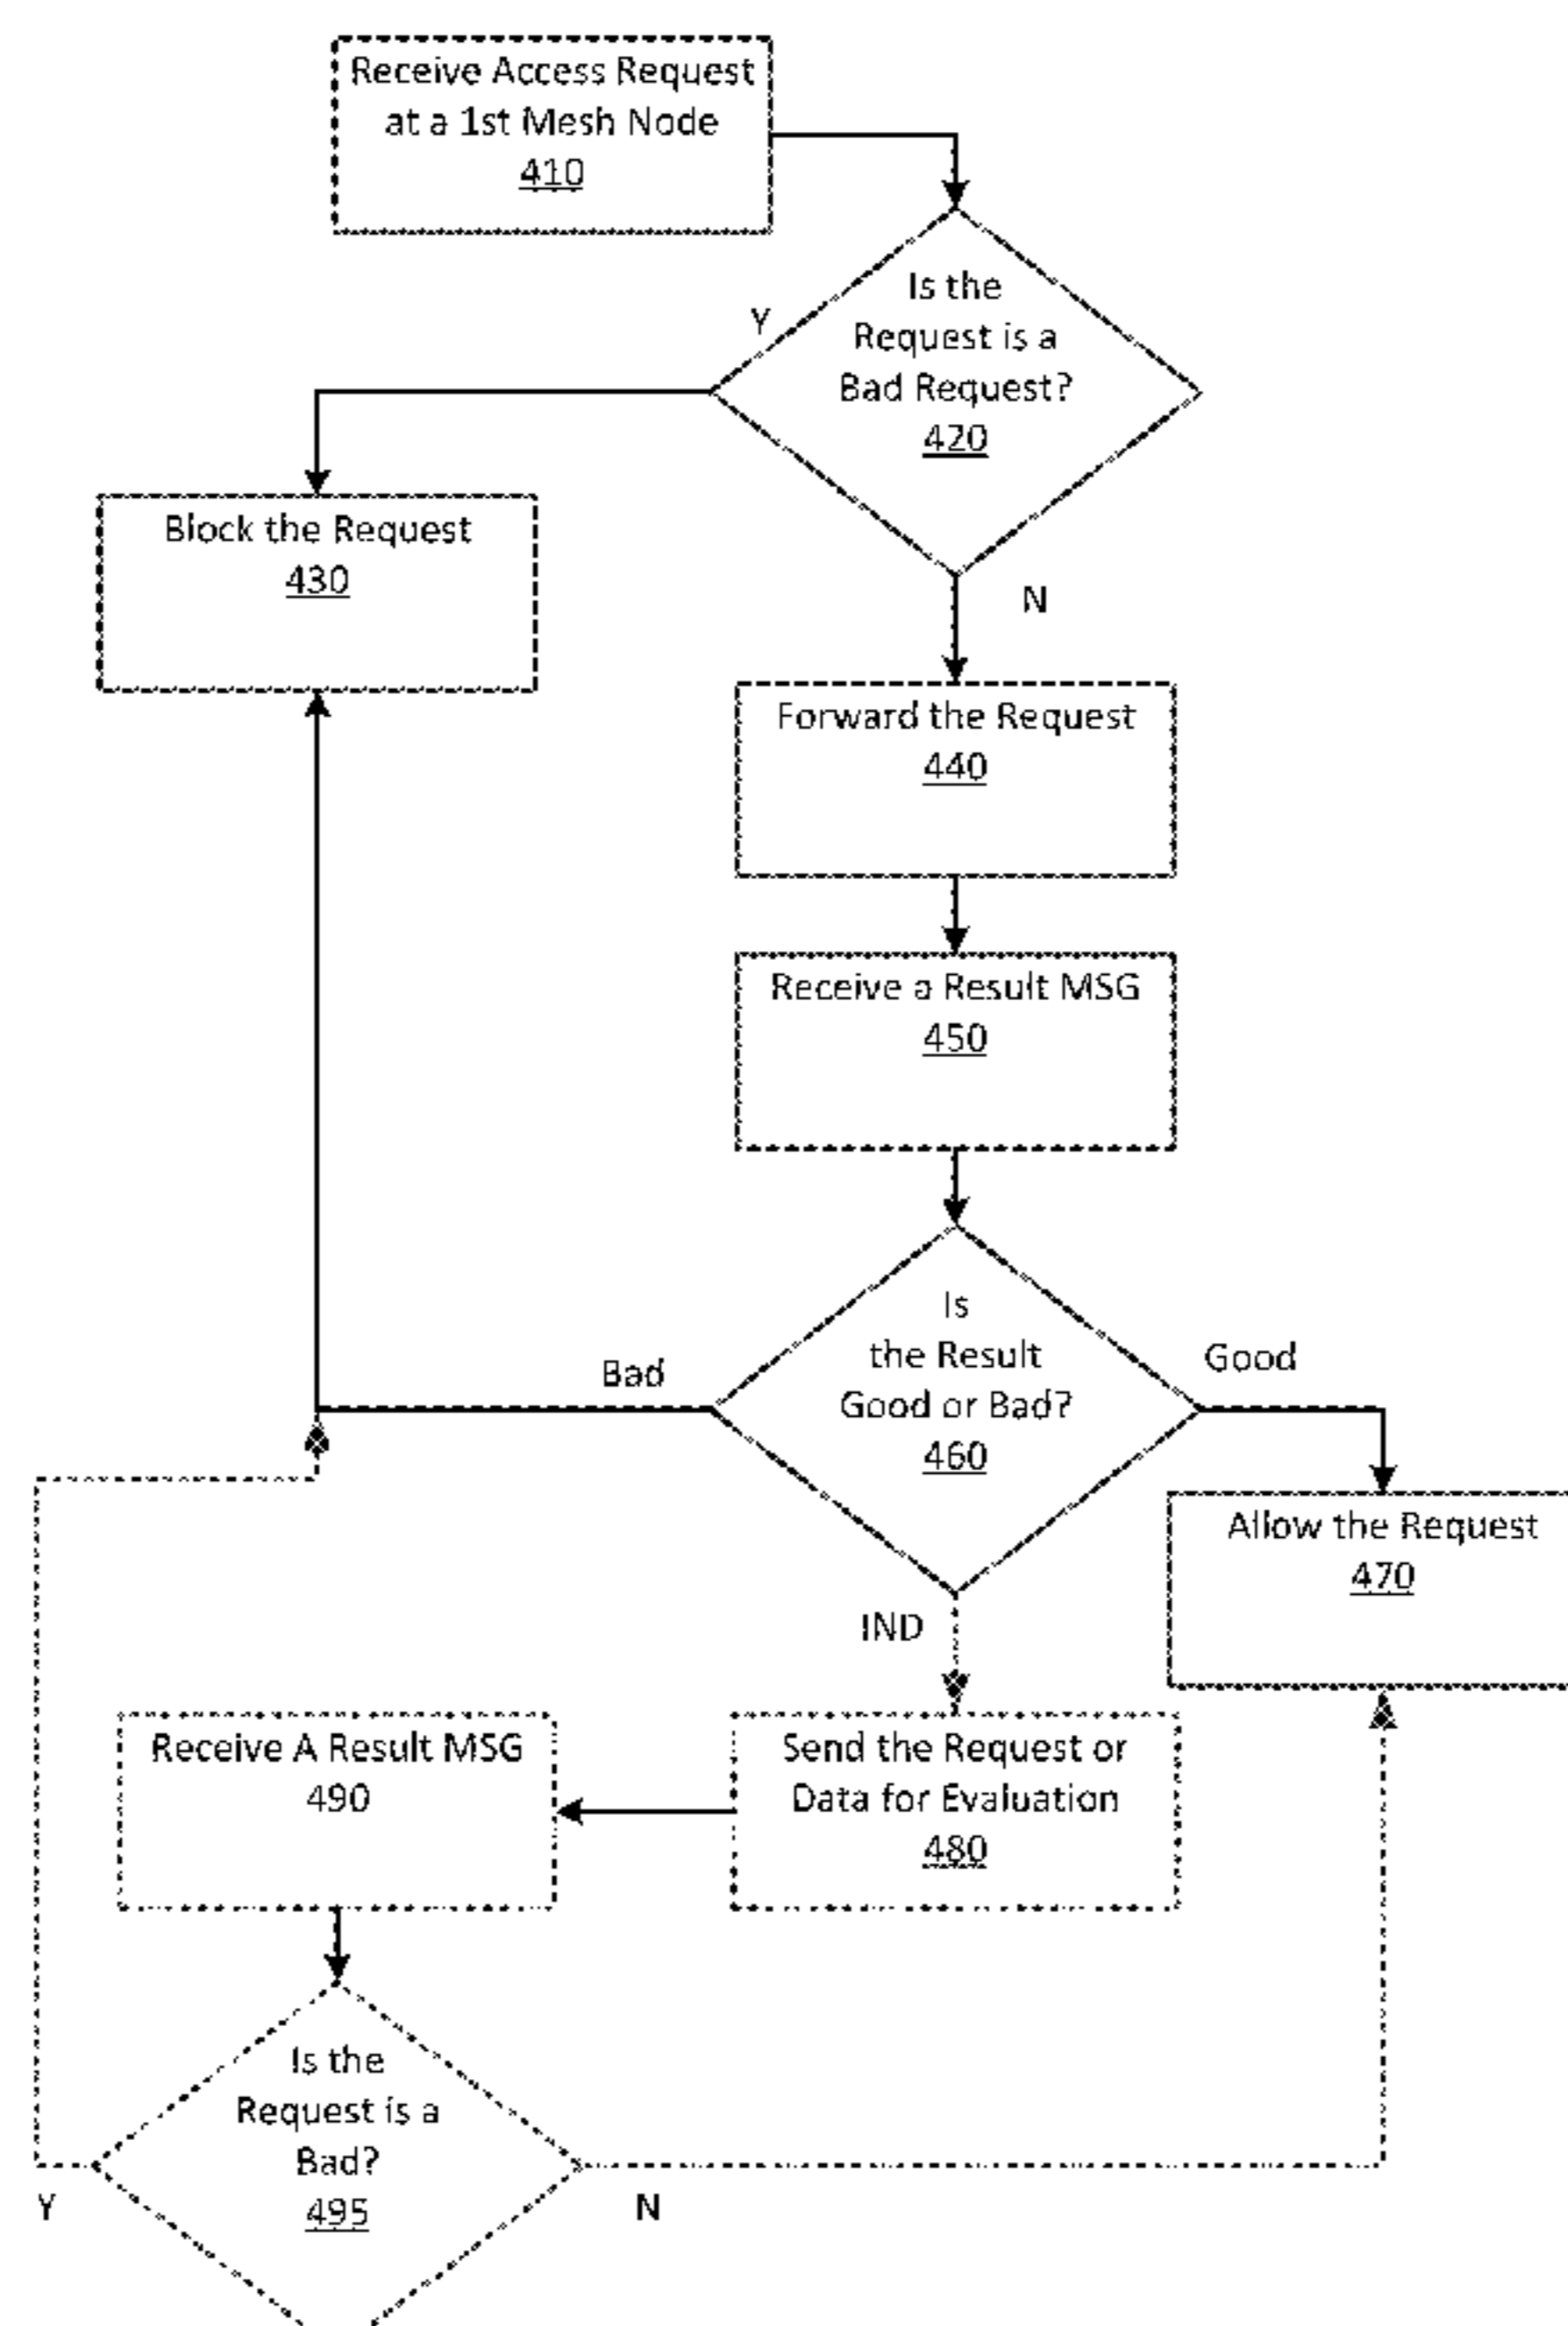 Receive Access Request
at a 1st Mesh Node
410
Is the
Request is a
Bad Request?
420
Y
N
Block the Request
430
Forward the Request
440
Receive a Result MSG
450
Is
the Result
Good or Bad?
460
Bad
Good
IND
Allow the Request
470
Send the Request or
Data for Evaluation
480
Receive A Result MSG
490
Is the
Request is a
Bad?
495
Y
N